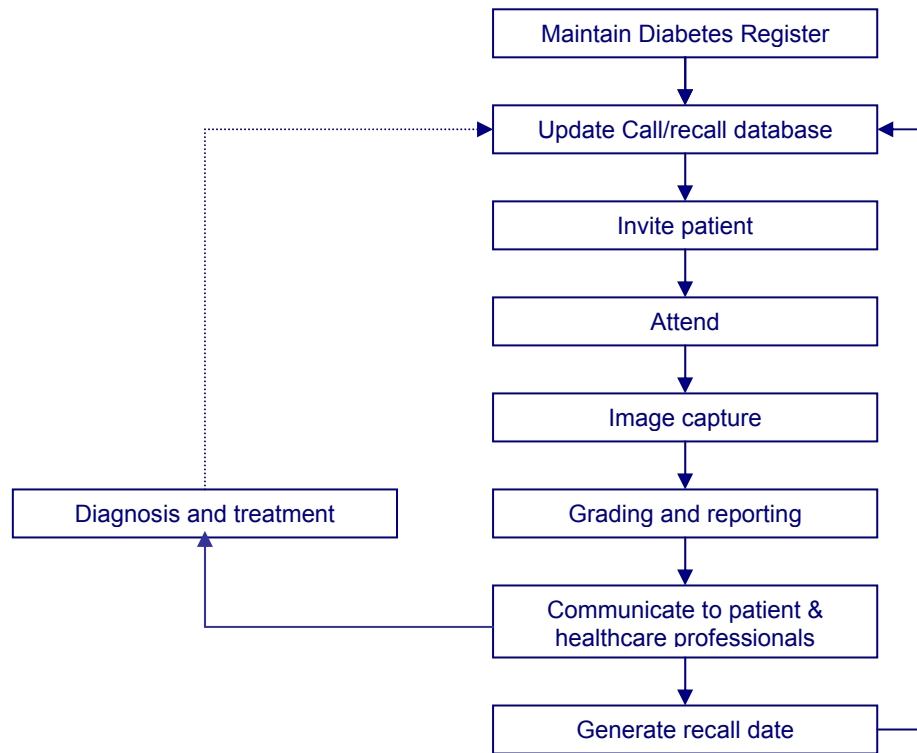 Maintain Diabetes Register
Update Call/recall database
Invite patient
Attend
Image capture
Diagnosis and treatment
Grading and reporting
Communicate to patient &
healthcare professionals
Generate recall date